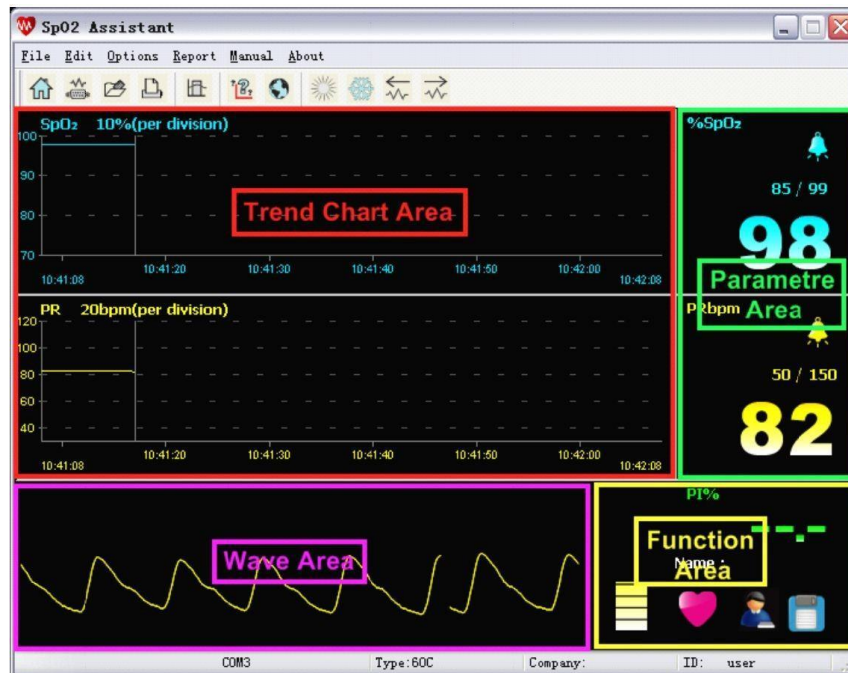 SpO2 Assistant
File Edit Options Report Manual About
SpO₂ 10%(per division)
100
90
80
70
10:41:08 10:41:20 10:41:30 10:41:40 10:41:50 10:42:00 10:42:08
Trend Chart Area
%SpO₂
85 / 99
98
Parametre
Area
PR 20bpm(per division)
120
100
80
60
40
10:41:08 10:41:20 10:41:30 10:41:40 10:41:50 10:42:00 10:42:08
PRbpm
50 / 150
82
Wave Area
PI%
--.-
Function
Name :
Area
COM3 Type:60C Company: ID: user